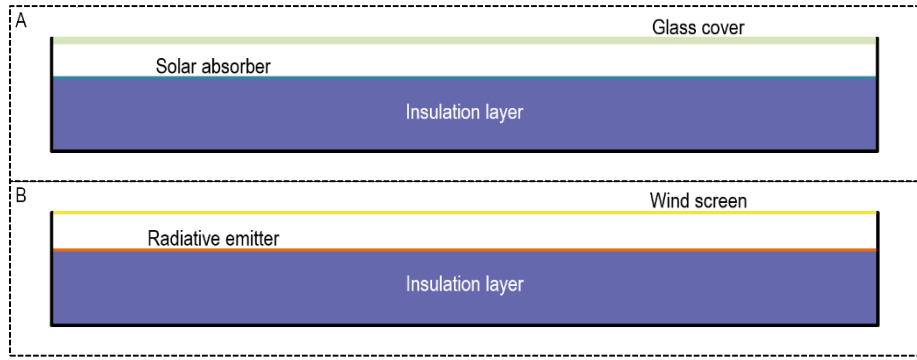 A
Glass cover
Solar absorber
Insulation layer
B
Wind screen
Radiative emitter
Insulation layer